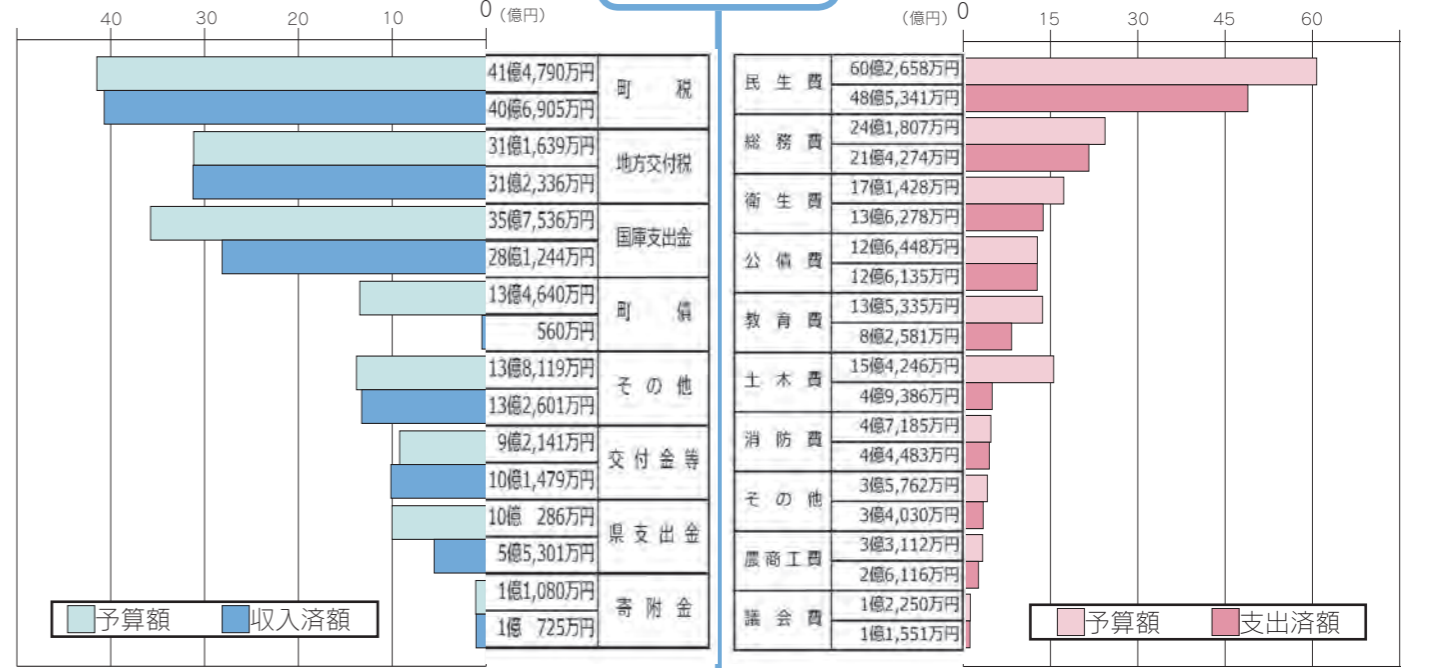 40 30 20 10 0 (億円)
41億4,790万円
町税
40億6,905万円
31億1,639万円
地方交付税
31億2,336万円
35億7,536万円
国庫支出金
28億1,244万円
13億4,640万円
町債
560万円
13億8,119万円
その他
13億2,601万円
9億2,141万円
交付金等
10億1,479万円
10億 286万円
県支出金
5億5,301万円
1億1,080万円
寄附金
1億 725万円
予算額 収入済額
(億円) 0 15 30 45 60
民生費
60億2,658万円
48億5,341万円
総務費
24億1,807万円
21億4,274万円
衛生費
17億1,428万円
13億6,278万円
公債費
12億6,448万円
12億6,135万円
教育費
13億5,335万円
8億2,581万円
土木費
15億4,246万円
4億9,386万円
消防費
4億7,185万円
4億4,483万円
その他
3億5,762万円
3億4,030万円
農商工費
3億3,112万円
2億6,116万円
議会費
1億2,250万円
1億1,551万円
予算額 支出済額